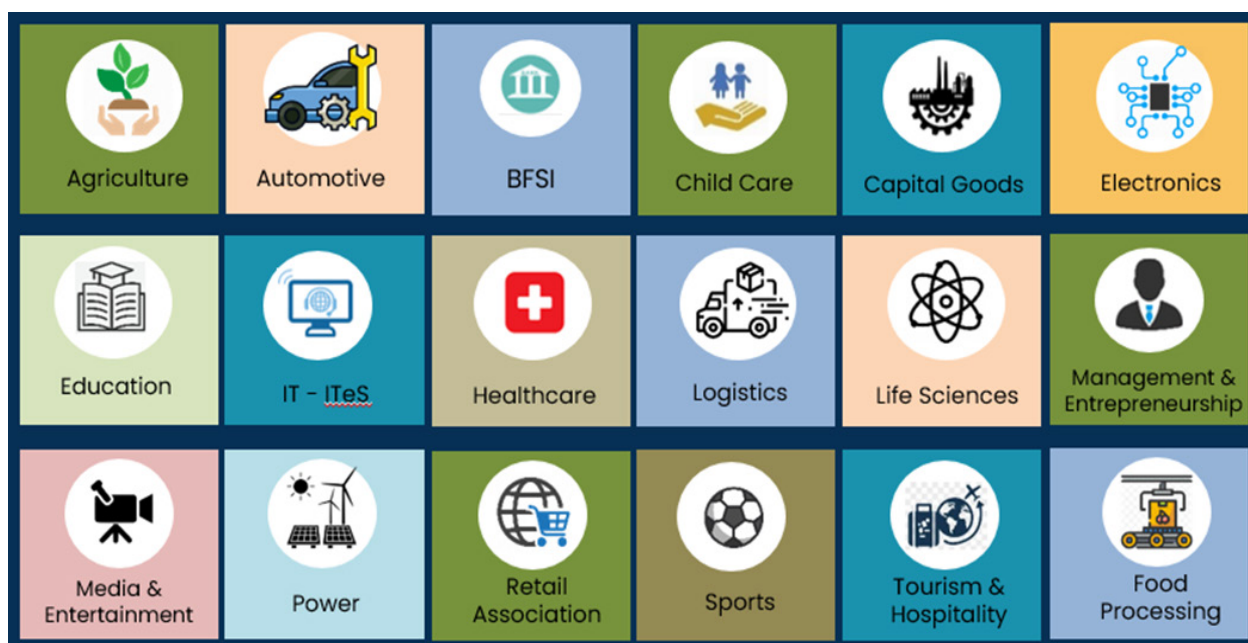 Agriculture
Automotive
BFSI
Child Care
Capital Goods
Electronics
Education
IT - ITeS
Healthcare
Logistics
Life Sciences
Management &
Entrepreneurship
Media &
Entertainment
Power
Retail
Association
Sports
Tourism &
Hospitality
Food
Processing